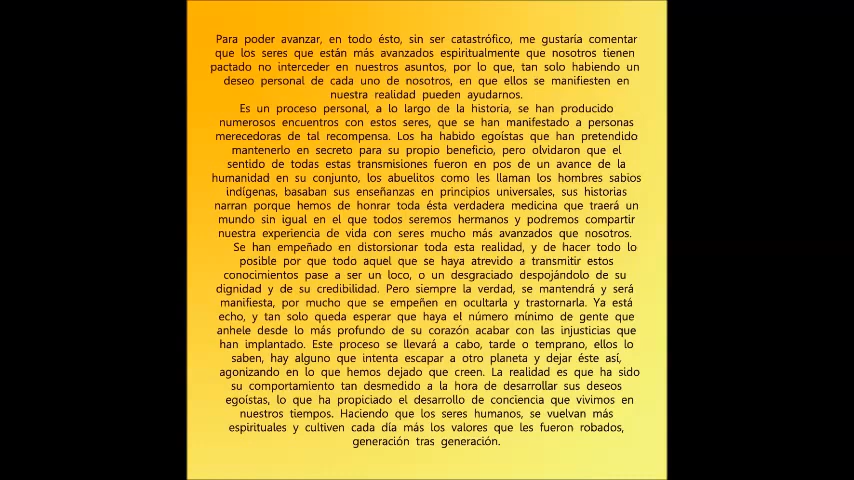 Para poder avanzar, en todo ésto, sin ser catastrófico, me gustaría comentar
que los seres que están más avanzados espiritualmente que nosotros tienen
pactado no interceder en nuestros asuntos, por lo que, tan solo habiendo un
deseo personal de cada uno de nosotros, en que ellos se manifiesten en
nuestra realidad pueden ayudarnos.
Es un proceso personal, a lo largo de la historia, se han producido
numerosos encuentros con estos seres, que se han manifestado a personas
merecedoras de tal recompensa. Los ha habido egoístas que han pretendido
mantenerlo en secreto para su propio beneficio, pero olvidaron que el
sentido de todas estas transmisiones fueron en pos de un avance de la
humanidad en su conjunto, los abuelitos como les llaman los hombres sabios
indígenas, basaban sus enseñanzas en principios universales, sus historias
narran porque hemos de honrar toda ésta verdadera medicina que traerá un
mundo sin igual en el que todos seremos hermanos y podremos compartir
nuestra experiencia de vida con seres mucho más avanzados que nosotros.
Se han empeñado en distorsionar toda esta realidad, y de hacer todo lo
posible por que todo aquel que se haya atrevido a transmitir estos
conocimientos pase a ser un loco, o un desgraciado despojándolo de su
dignidad y de su credibilidad. Pero siempre la verdad, se mantendrá y será
manifiesta, por mucho que se empeñen en ocultarla y trastornarla. Ya está
echo, y tan solo queda esperar que haya el número mínimo de gente que
anhele desde lo más profundo de su corazón acabar con las injusticias que
han implantado. Este proceso se llevará a cabo, tarde o temprano, ellos lo
saben, hay alguno que intenta escapar a otro planeta y dejar éste así,
agonizando en lo que hemos dejado que creen. La realidad es que ha sido
su comportamiento tan desmedido a la hora de desarrollar sus deseos
egoístas, lo que ha propiciado el desarrollo de conciencia que vivimos en
nuestros tiempos. Haciendo que los seres humanos, se vuelvan más
espirituales y cultiven cada día más los valores que les fueron robados,
generación tras generación.